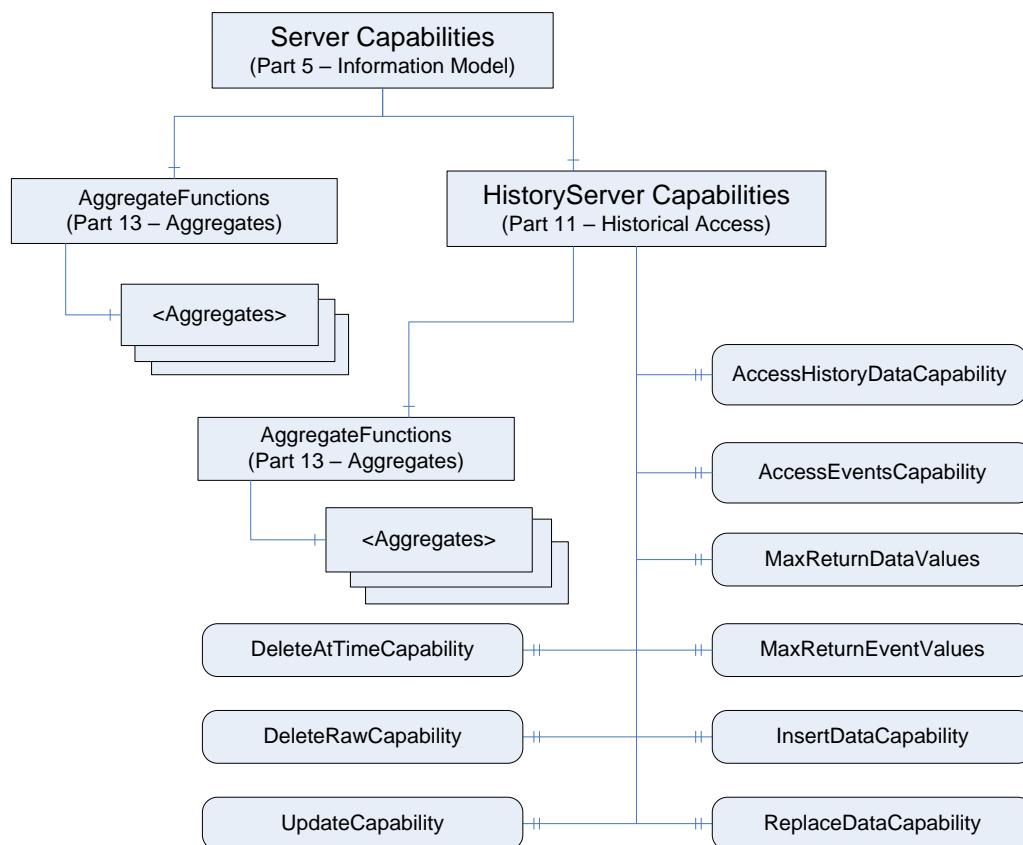 Server Capabilities
(Part 5 – Information Model)
AggregateFunctions
(Part 13 – Aggregates)
HistoryServer Capabilities
(Part 11 – Historical Access)
<Aggregates>
AccessHistoryDataCapability
AggregateFunctions
(Part 13 – Aggregates)
AccessEventsCapability
<Aggregates>
MaxReturnDataValues
DeleteAtTimeCapability
MaxReturnEventValues
DeleteRawCapability
InsertDataCapability
UpdateCapability
ReplaceDataCapability